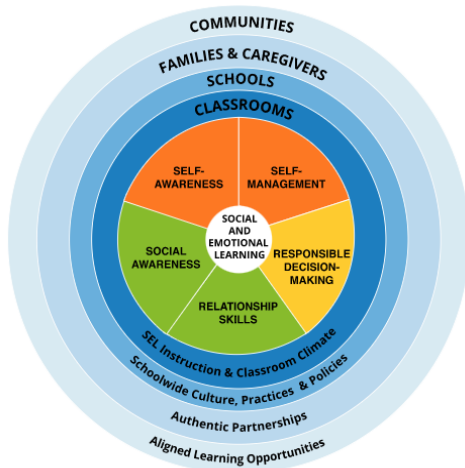 COMMUNITIES
FAMILIES & CAREGIVERS
SCHOOLS
CLASSROOMS
SELF-
AWARENESS
SELF-
MANAGEMENT
SOCIAL
AND
EMOTIONAL
LEARNING
SOCIAL
AWARENESS
RESPONSIBLE
DECISION-
MAKING
RELATIONSHIP
SKILLS
SEL Instruction & Classroom Climate
Schoolwide Culture, Practices & Policies
Authentic Partnerships
Aligned Learning Opportunities